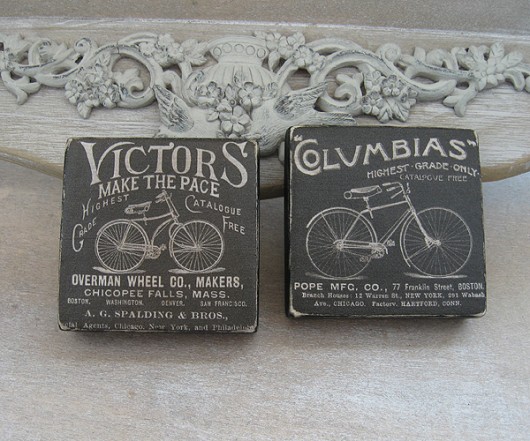 VICTORS
MAKE THE PACE
HIGHEST GRADE
CATALOGUE FREE
OVERMAN WHEEL CO., MAKERS,
CHICOPEE FALLS, MASS.
BOSTON. WASHINGTON. DENVER. SAN FRANCISCO.
A. G. SPALDING & BROS.,
Agents, Chicago, New York, and Philadelp
"COLUMBIAS"
HIGHEST-GRADE-ONLY.
CATALOGUE FREE
POPE MFG. CO., 77 Franklin Street, BOSTON.
Branch Houses: 12 Warren St., NEW YORK, 291 Wabash
Ave., CHICAGO. Factory, HARTFORD, CONN.